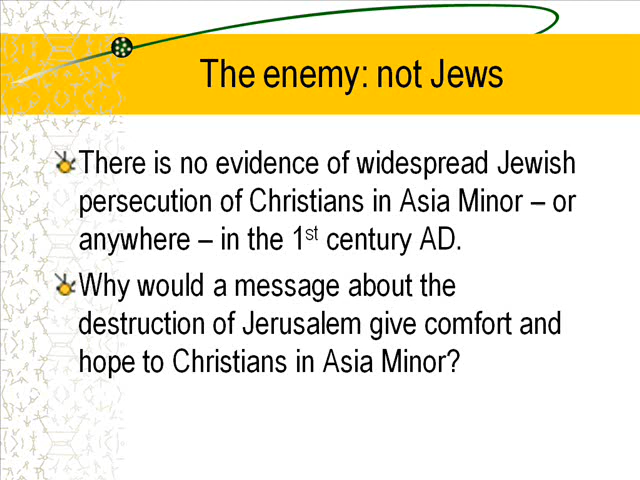 The enemy: not Jews
There is no evidence of widespread Jewish
persecution of Christians in Asia Minor – or
anywhere – in the 1st century AD.
Why would a message about the
destruction of Jerusalem give comfort and
hope to Christians in Asia Minor?